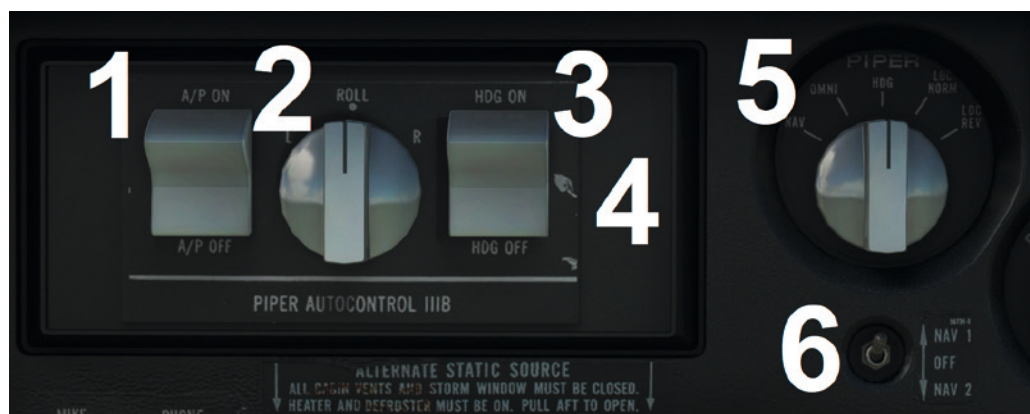 1
2
3
4
5
6
A/P ON
ROLL
HDG ON
L
R
A/P OFF
HDG OFF
PIPER AUTOCONTROL IIIB
PIPER
NAV
OMNI
HDG
LOC
NORM
LOC
REV
NAV 1
OFF
NAV 2
ALTERNATE STATIC SOURCE
ALL CABIN VENTS AND STORM WINDOW MUST BE CLOSED.
HEATER AND DEFROSTER MUST BE ON. PULL AFT TO OPEN.
MIKE
PHONE